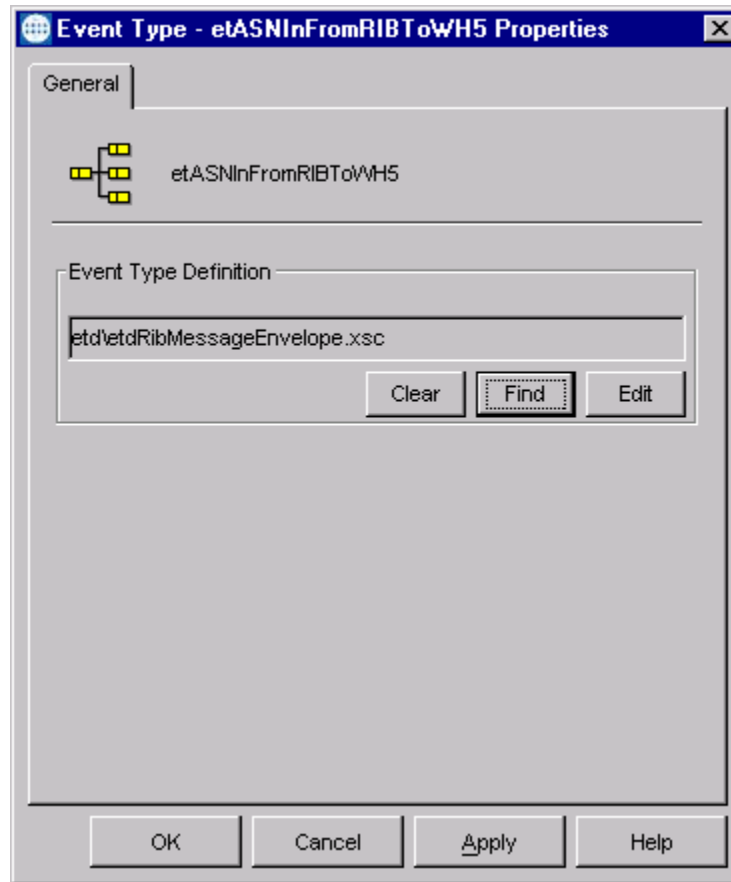 Event Type - etASNInFromRIBToWH5 Properties
General
etASNInFromRIBToWH5
Event Type Definition
etd\etdRibMessageEnvelope.xsc
Clear Find Edit
OK Cancel Apply Help